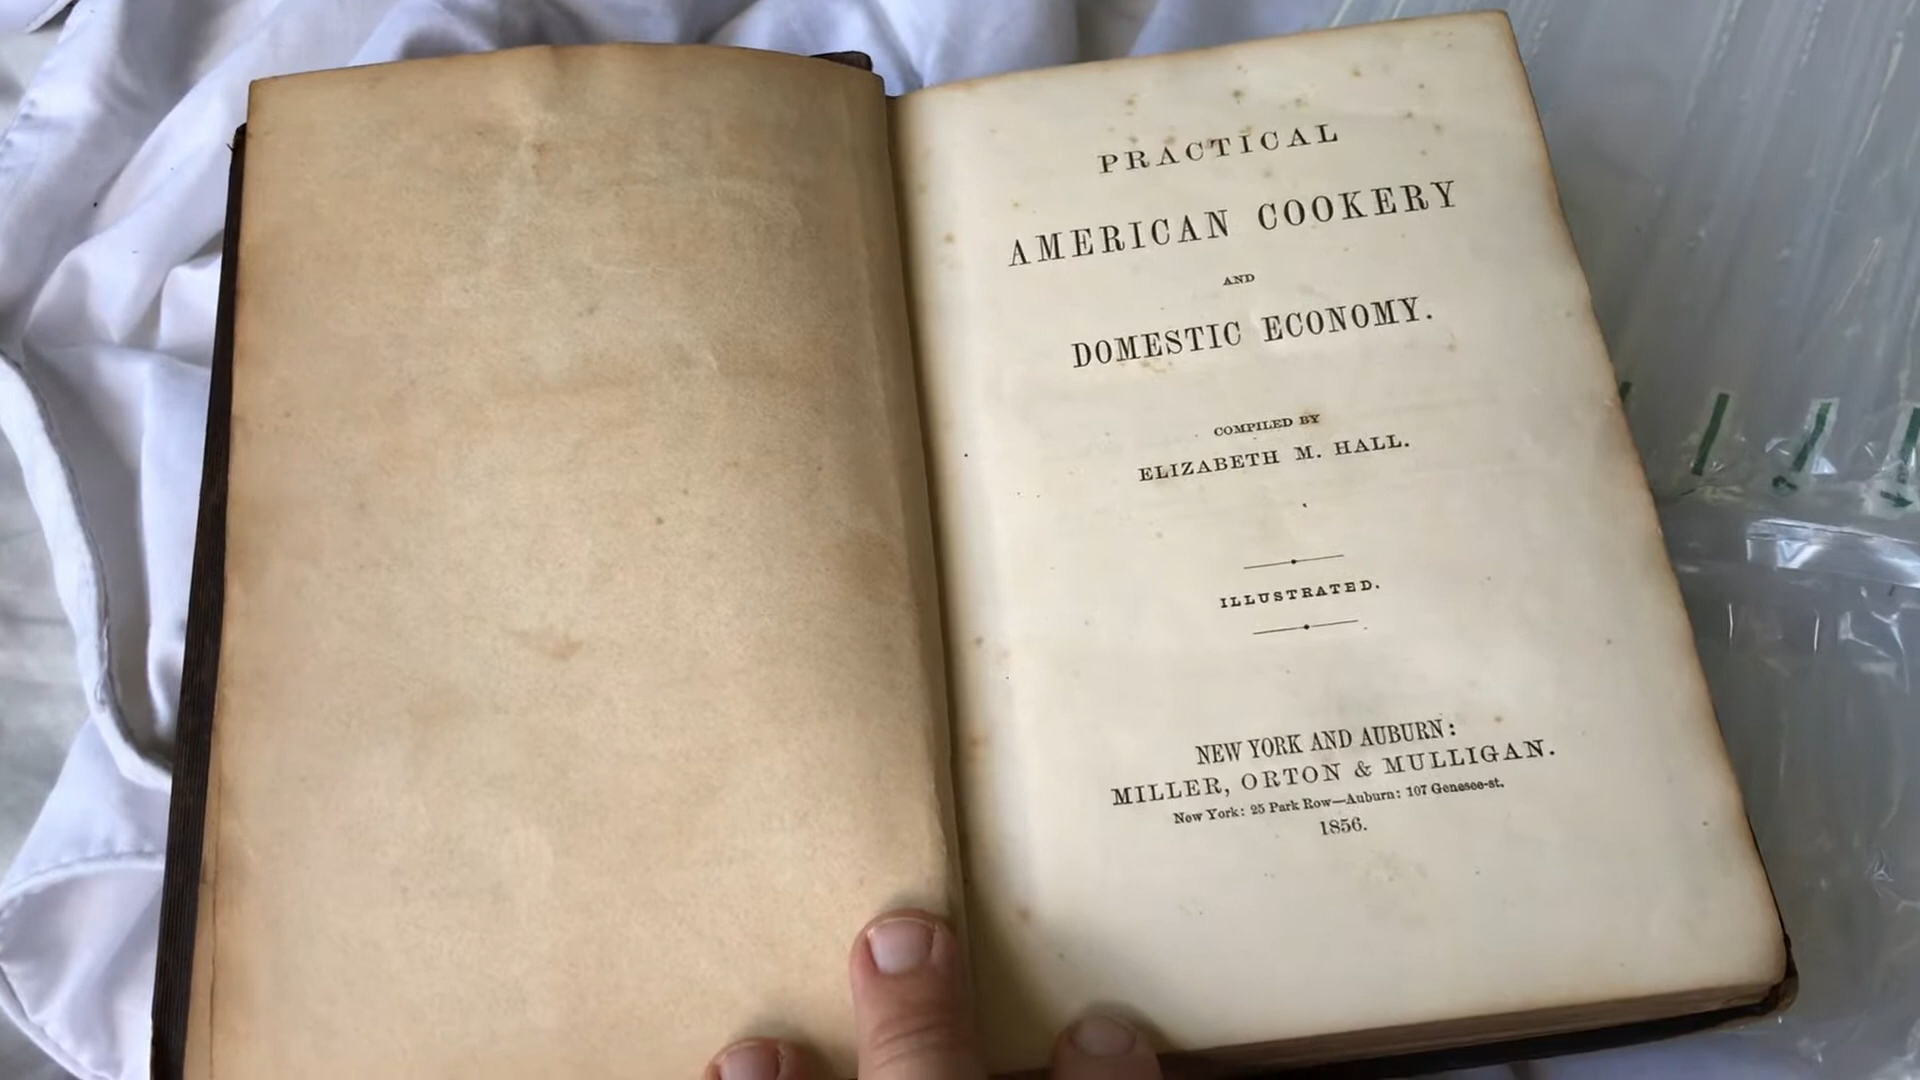 PRACTICAL
AMERICAN COOKERY
AND
DOMESTIC ECONOMY.
COMPILED BY
ELIZABETH M. HALL.
ILLUSTRATED.
NEW YORK AND AUBURN:
MILLER, ORTON & MULLIGAN.
New York: 25 Park Row—Auburn: 107 Genesee-st.
1856.